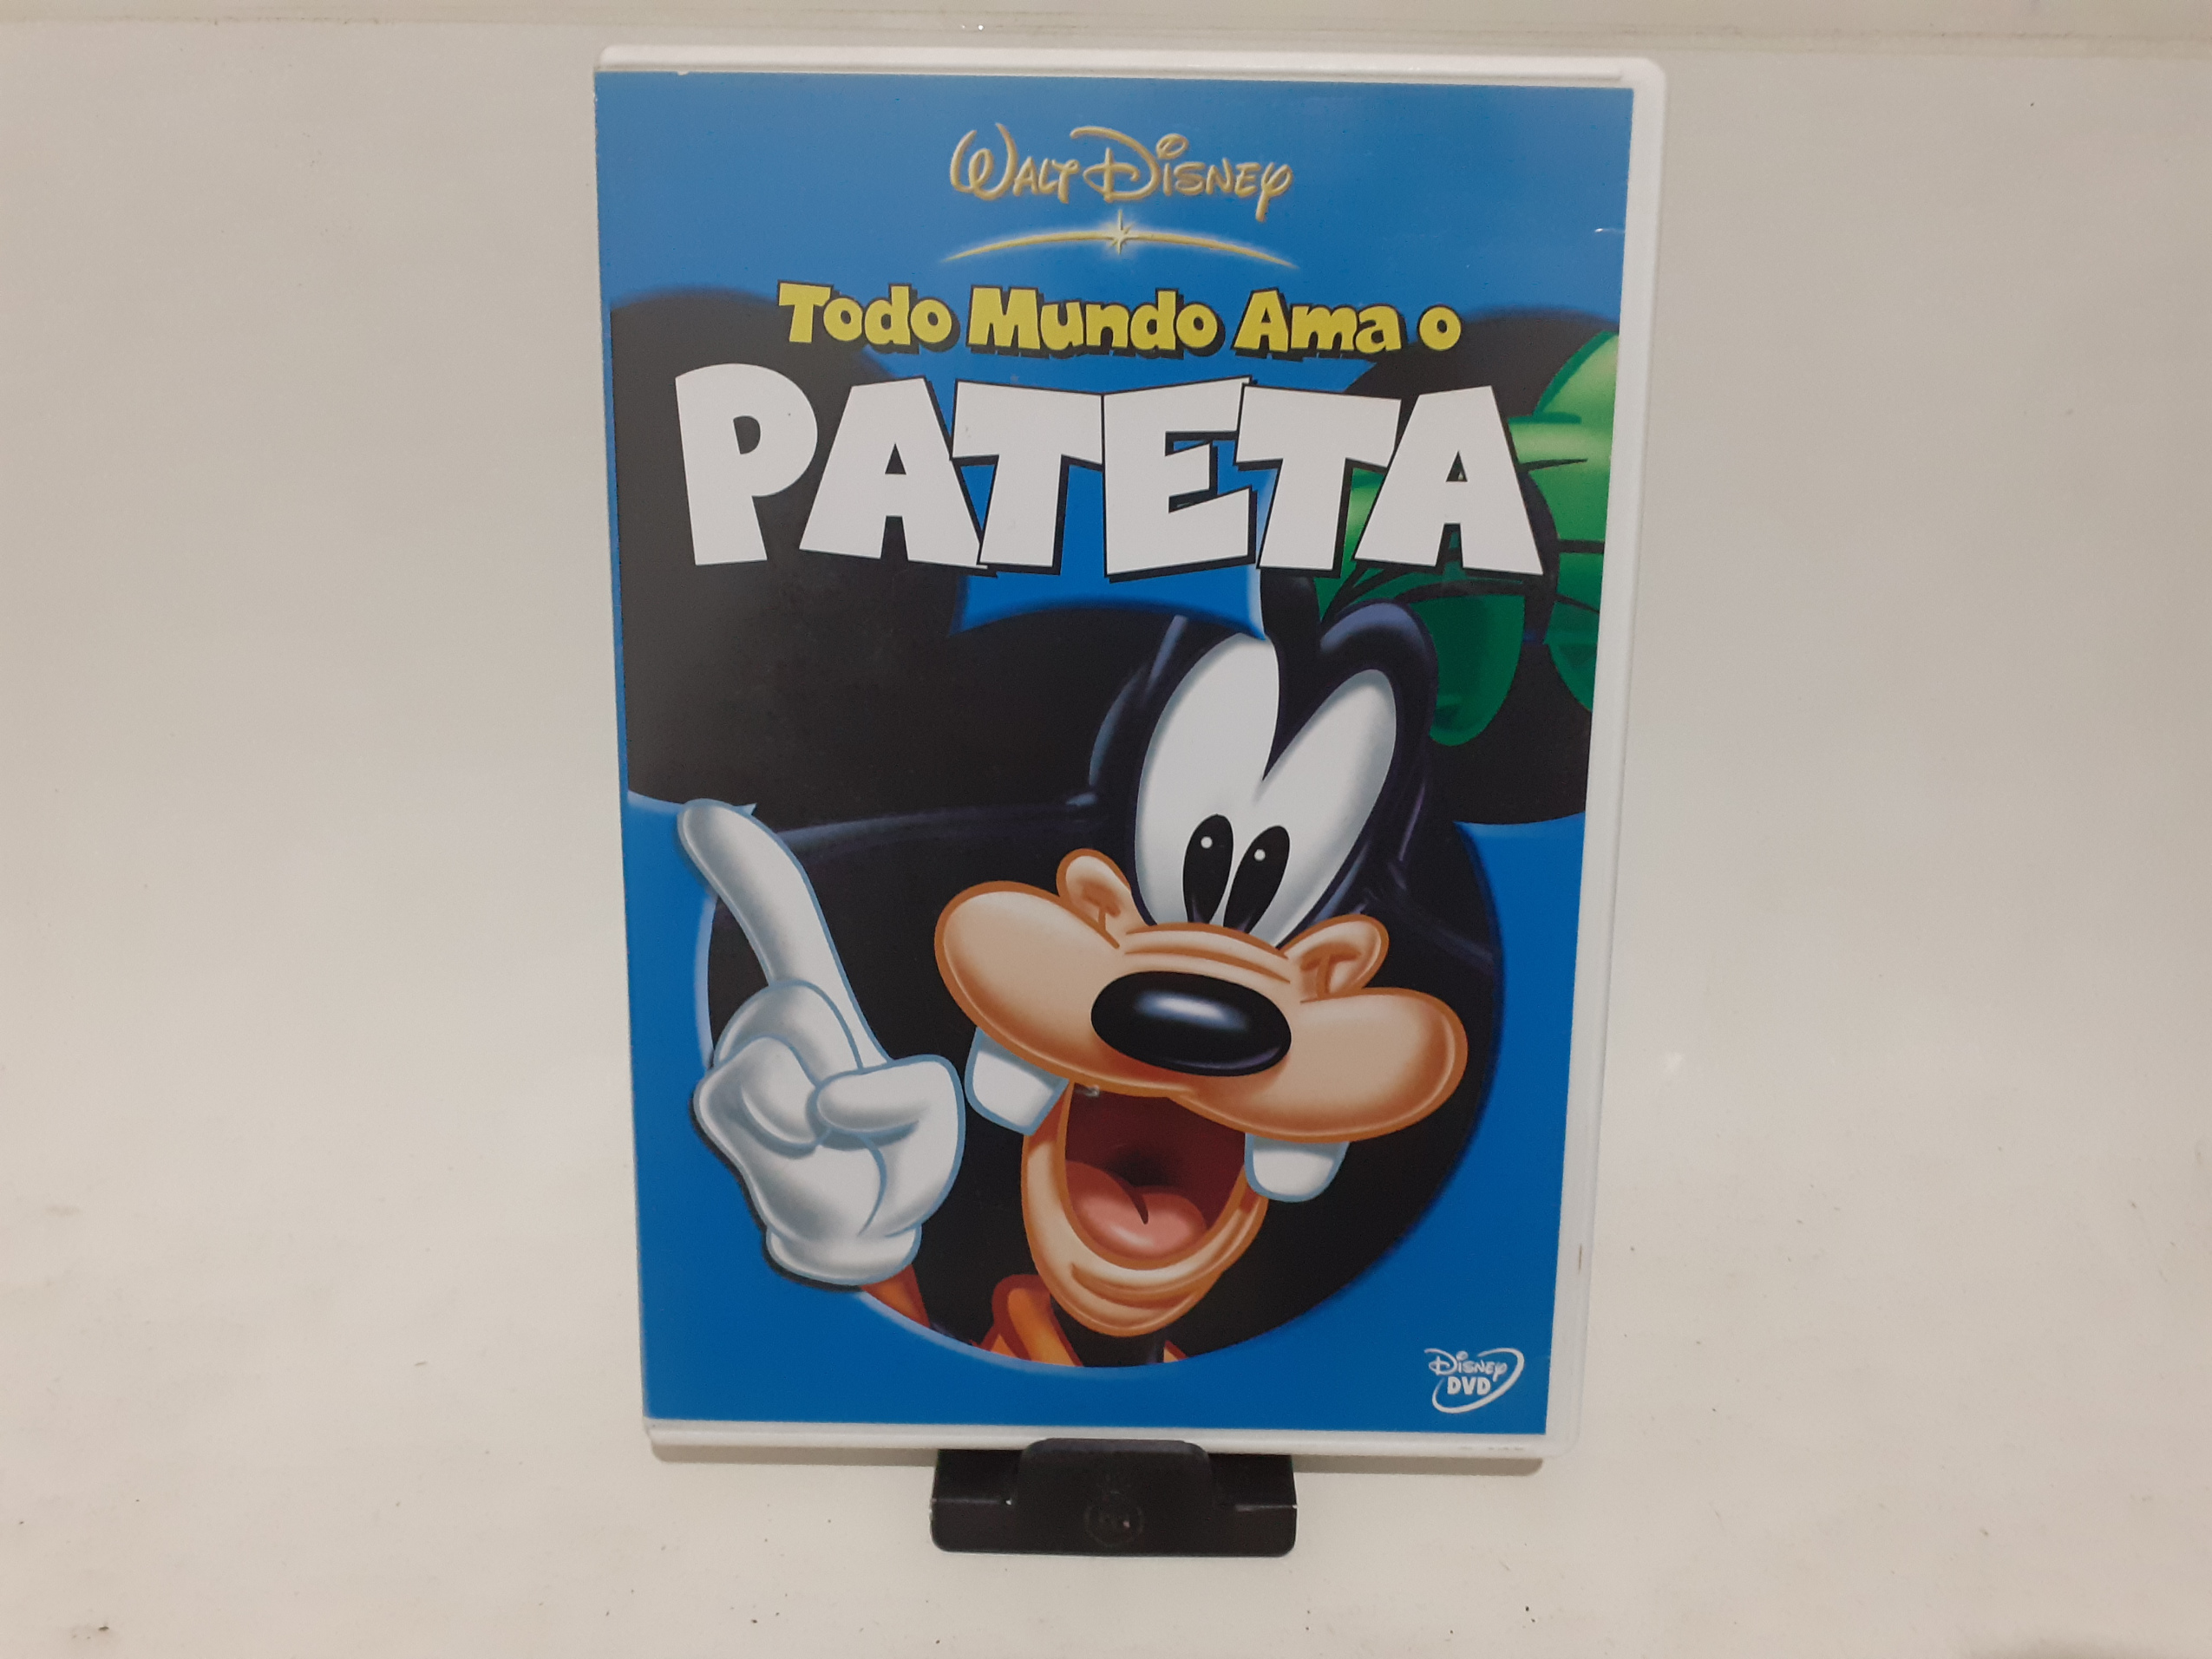 WALT DISNEY
Todo Mundo Ama o
PATETA
DISNEY
DVD